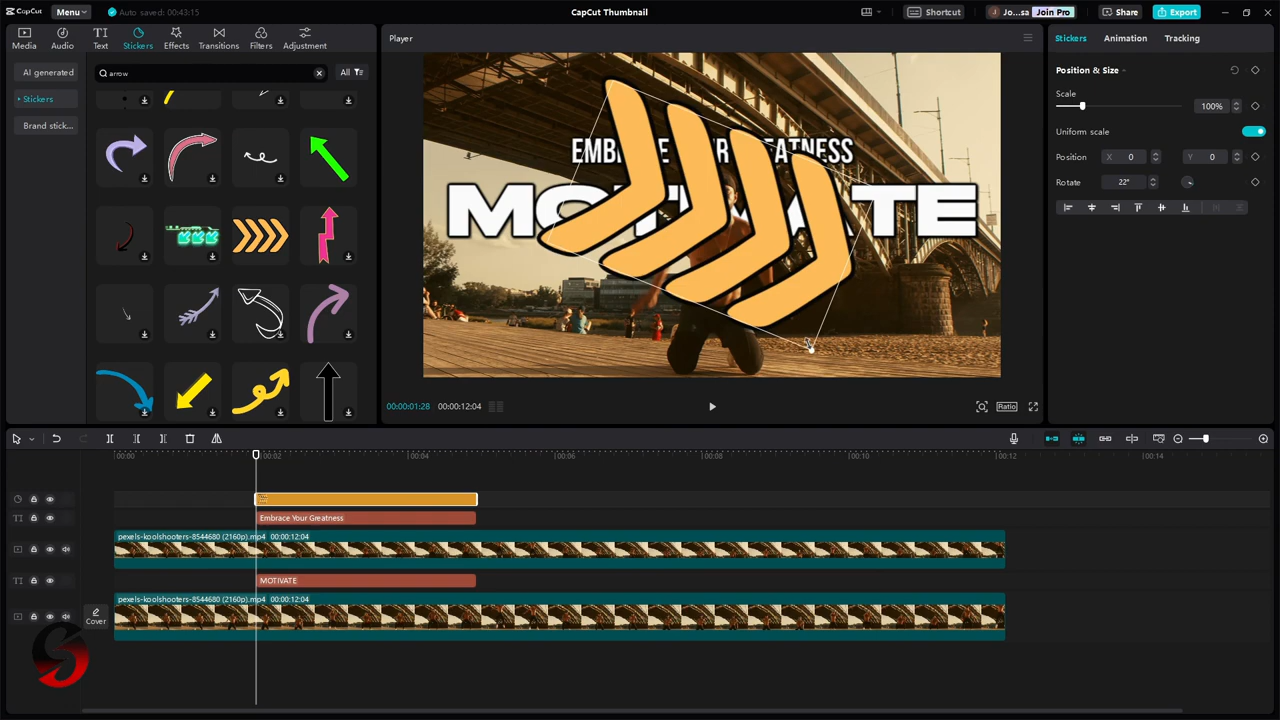 CapCut
Menu
Auto saved: 00:43:15
CapCut Thumbnail
Shortcut
Jo...sa
Join Pro
Share
Export
Media
Audio
Text
Stickers
Effects
Transitions
Filters
Adjustment
Player
Stickers
Animation
Tracking
AI generated
Stickers
Brand stick...
arrow
All
Position & Size
Scale
100%
Uniform scale
Position
X 0
Y 0
Rotate
22°
00:00:01:28
00:00:12:04
Ratio
00:00
00:02
00:04
00:06
00:08
00:10
00:12
00:14
Embrace Your Greatness
pexels-koolshooters-8544680 (2160p).mp4 00:00:12:04
MOTIVATE
pexels-koolshooters-8544680 (2160p).mp4 00:00:12:04
Cover